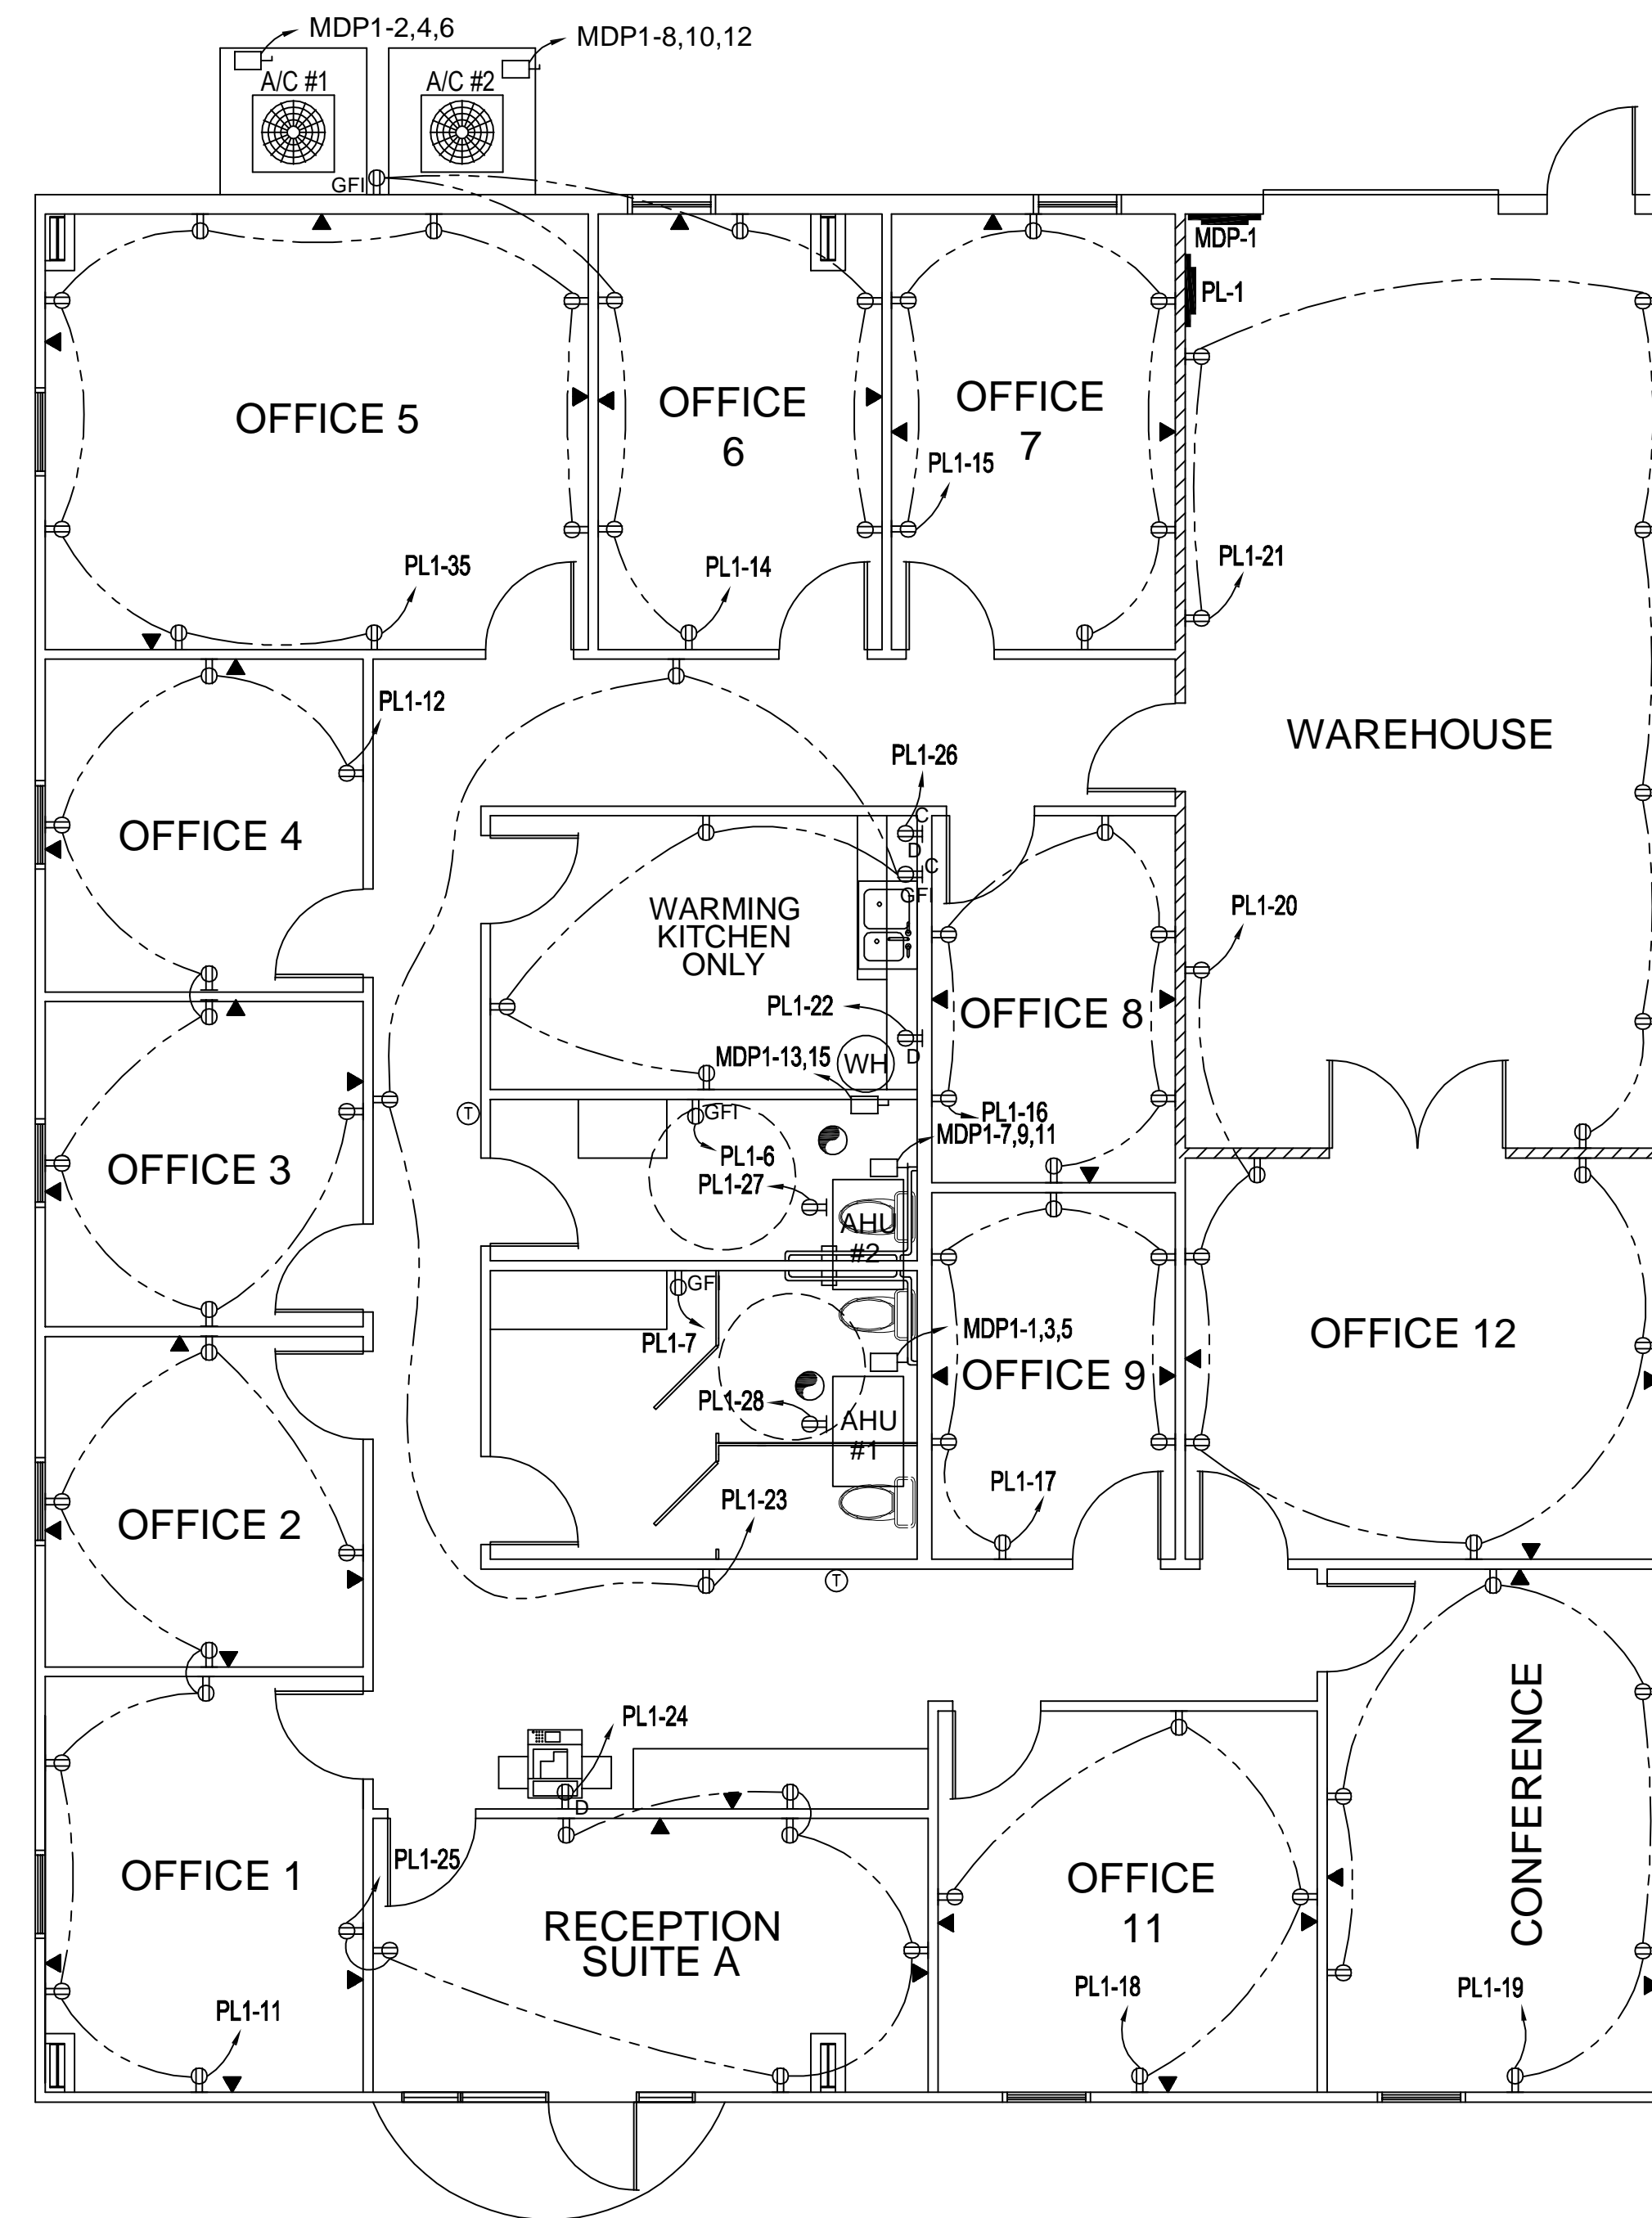 MDP1-2,4,6
MDP1-8,10,12
A/C #1
A/C #2
GFI
MDP-1
PL-1
OFFICE 5
OFFICE
6
OFFICE
7
PL1-15
PL1-35
PL1-14
PL1-21
PL1-12
WAREHOUSE
PL1-26
C
D
C
GFI
OFFICE 4
WARMING
KITCHEN
ONLY
PL1-20
PL1-22
OFFICE 8
D
MDP1-13,15
WH
T
GFI
PL1-16
MDP1-7,9,11
PL1-6
PL1-27
OFFICE 3
AHU
#2
GFI
PL1-7
MDP1-1,3,5
OFFICE 9
OFFICE 12
PL1-28
AHU
#1
PL1-17
PL1-23
OFFICE 2
T
PL1-24
D
CONFERENCE
PL1-25
OFFICE 1
RECEPTION
SUITE A
OFFICE
11
PL1-11
PL1-18
PL1-19